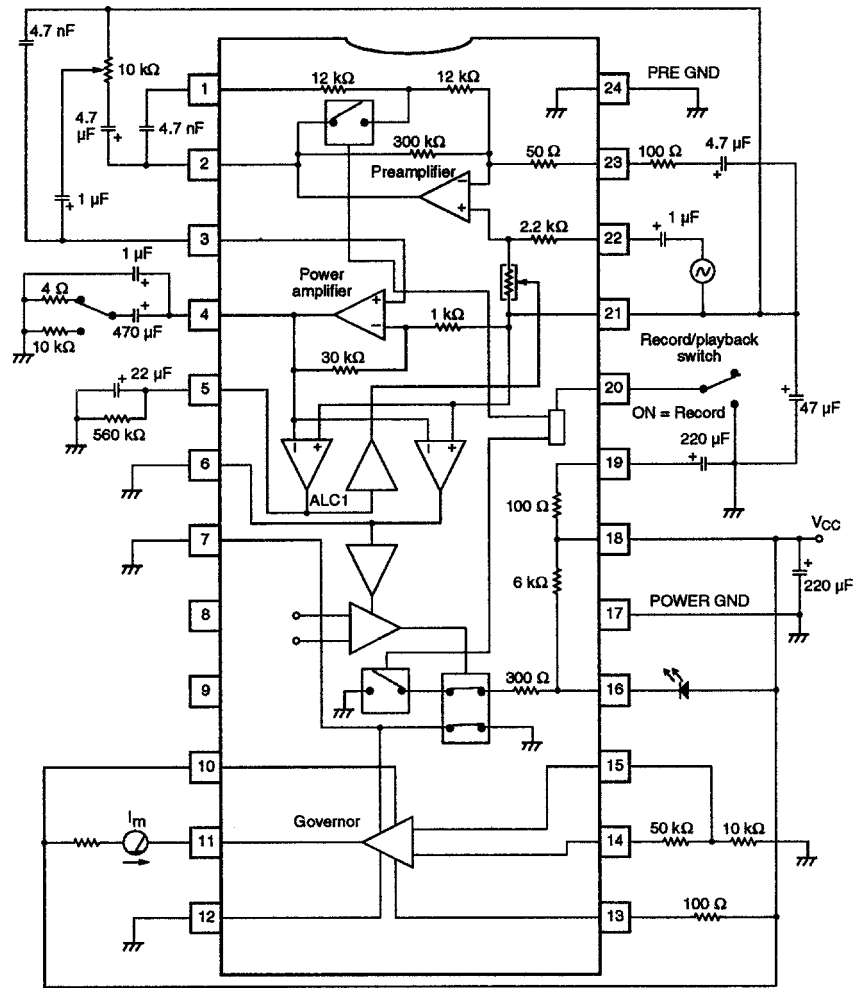 4.7 nF
10 kΩ
4.7
µF
4.7 nF
1 µF
1
12 kΩ
12 kΩ
24
PRE GND
300 kΩ
Preamplifier
−
+
2
50 Ω
23
100 Ω
4.7 µF
+
+
+
3
2.2 kΩ
22
+
1 µF
1 µF
+
4 Ω
+
10 kΩ
470 µF
4
Power
amplifier
+
−
1 kΩ
30 kΩ
21
Record/playback
switch
20
ON = Record
+
47 µF
+
22 µF
560 kΩ
5
−
+
−
+
ALC1
6
220 µF
+
19
100 Ω
7
18
VCC
+
220 µF
6 kΩ
8
17
POWER GND
9
300 Ω
16
10
15
Im
11
Governor
14
50 kΩ
10 kΩ
12
13
100 Ω